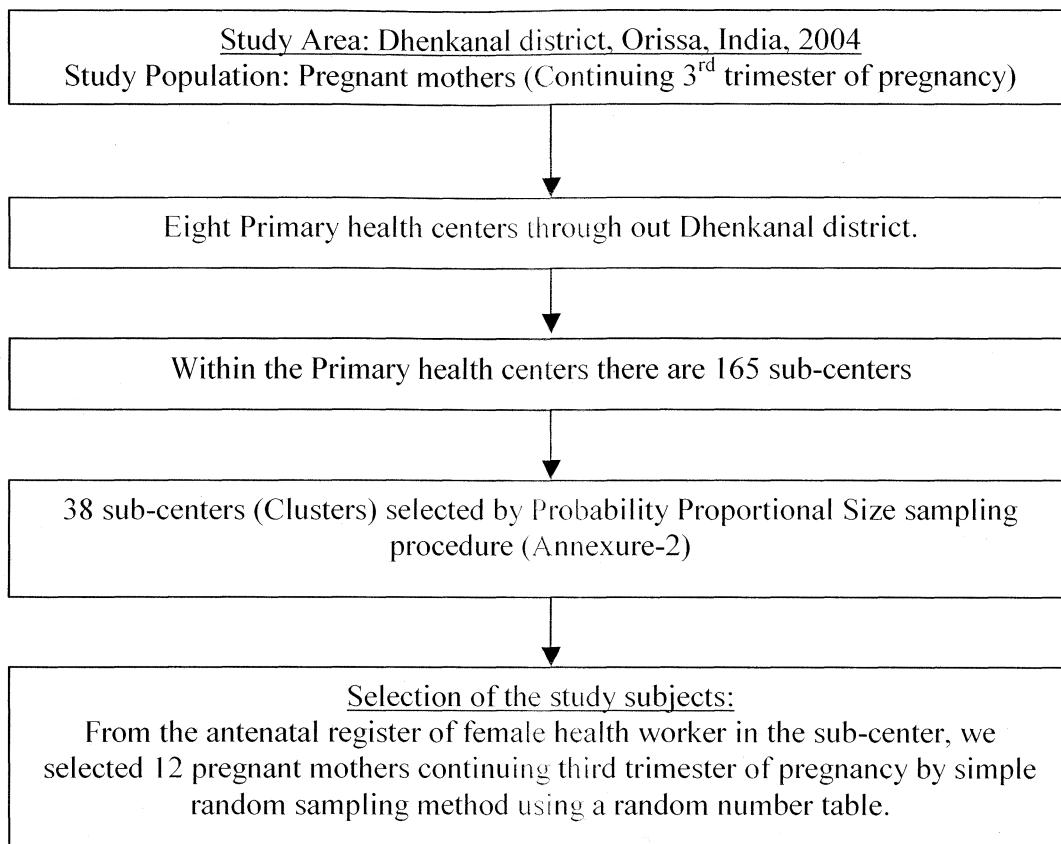 Study Area: Dhenkanal district, Orissa, India, 2004
Study Population: Pregnant mothers (Continuing 3rd trimester of pregnancy)
Eight Primary health centers through out Dhenkanal district.
Within the Primary health centers there are 165 sub-centers
38 sub-centers (Clusters) selected by Probability Proportional Size sampling
procedure (Annexure-2)
Selection of the study subjects:
From the antenatal register of female health worker in the sub-center, we
selected 12 pregnant mothers continuing third trimester of pregnancy by simple
random sampling method using a random number table.